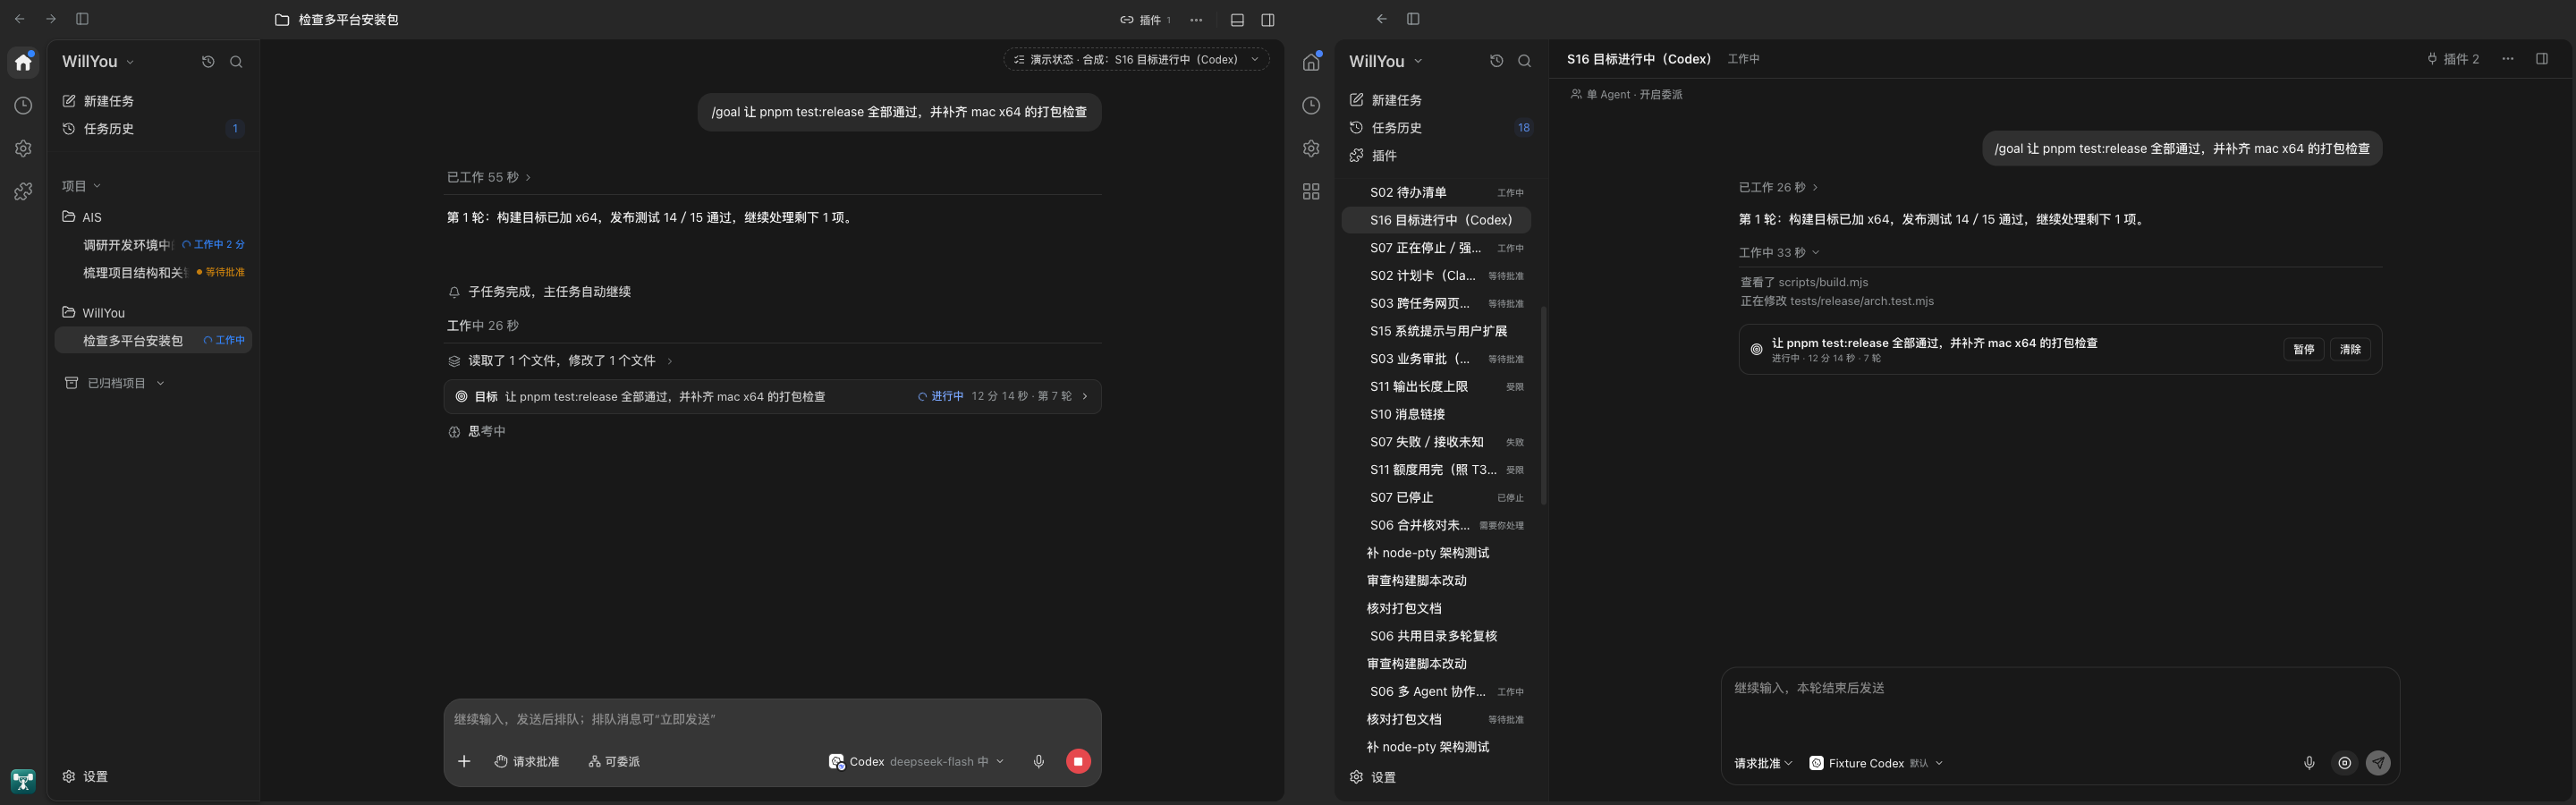 检查多平台安装包
插件 1
WillYou
新建任务
任务历史
1
项目
AIS
调研开发环境中
工作中 2 分
梳理项目结构和关
等待批准
WillYou
检查多平台安装包
工作中
已归档项目
设置
演示状态 · 合成：S16 目标进行中（Codex）
/goal 让 pnpm test:release 全部通过，并补齐 mac x64 的打包检查
已工作 55 秒
第 1 轮：构建目标已加 x64，发布测试 14 / 15 通过，继续处理剩下 1 项。
子任务完成，主任务自动继续
工作中 26 秒
读取了 1 个文件，修改了 1 个文件
目标 让 pnpm test:release 全部通过，并补齐 mac x64 的打包检查
进行中 12 分 14 秒 · 第 7 轮
思考中
继续输入，发送后排队；排队消息可“立即发送”
请求批准
可委派
Codex deepseek-flash 中
WillYou
新建任务
任务历史
18
插件
S02 待办清单 工作中
S16 目标进行中（Codex）
S07 正在停止 / 强... 工作中
S02 计划卡（Cla... 等待批准
S03 跨任务网页... 等待批准
S15 系统提示与用户扩展
S03 业务审批（... 等待批准
S11 输出长度上限 受限
S10 消息链接
S07 失败 / 接收未知 失败
S11 额度用完（照 T3... 受限
S07 已停止 已停止
S06 合并核对未... 需要你处理
补 node-pty 架构测试
审查构建脚本改动
核对打包文档
S06 共用目录多轮复核
审查构建脚本改动
S06 多 Agent 协作... 工作中
核对打包文档 等待批准
补 node-pty 架构测试
设置
S16 目标进行中（Codex） 工作中
插件 2
单 Agent · 开启委派
/goal 让 pnpm test:release 全部通过，并补齐 mac x64 的打包检查
已工作 26 秒
第 1 轮：构建目标已加 x64，发布测试 14 / 15 通过，继续处理剩下 1 项。
工作中 33 秒
查看了 scripts/build.mjs
正在修改 tests/release/arch.test.mjs
让 pnpm test:release 全部通过，并补齐 mac x64 的打包检查
进行中 · 12 分 14 秒 · 7 轮
暂停
清除
继续输入，本轮结束后发送
请求批准
Fixture Codex 默认